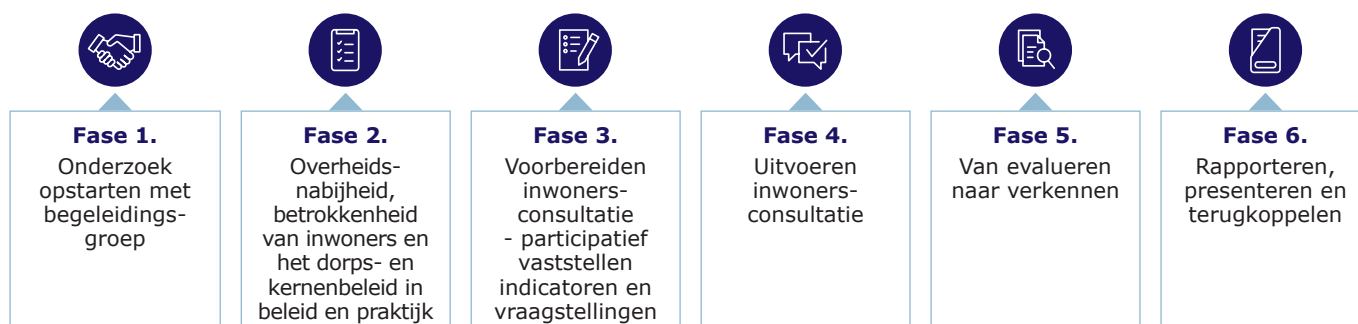 Fase 1.
Onderzoek
opstarten met
begeleidings-
groep
Fase 2.
Overheids-
nabijheid,
betrokkenheid
van inwoners en
het dorps- en
kernenbeleid in
beleid en praktijk
Fase 3.
Voorbereiden
inwoners-
consultatie
- participatief
vaststellen
indicatoren en
vraagstellingen
Fase 4.
Uitvoeren
inwoners-
consultatie
Fase 5.
Van evalueren
naar verkennen
Fase 6.
Rapporteren,
presenteren en
terugkoppelen